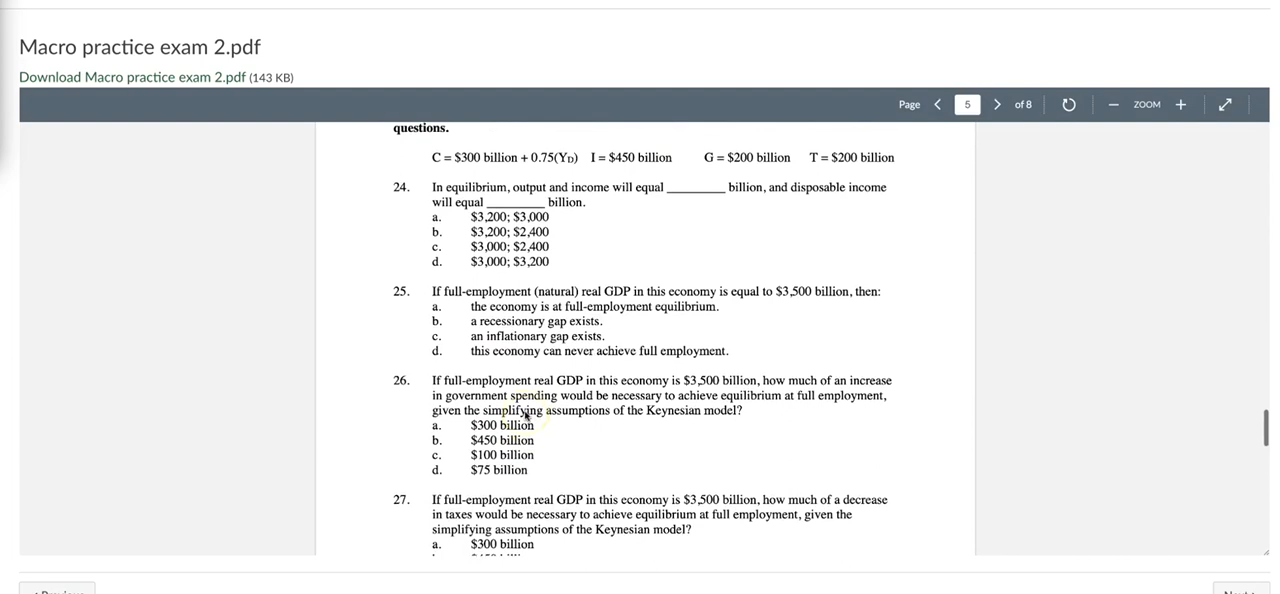 Macro practice exam 2.pdf
Download Macro practice exam 2.pdf (143 KB)
Page 5 of 8 ZOOM
questions.
C = $300 billion + 0.75(YD) I = $450 billion G = $200 billion T = $200 billion
24. In equilibrium, output and income will equal _________ billion, and disposable income
will equal _________ billion.
a. $3,200; $3,000
b. $3,200; $2,400
c. $3,000; $2,400
d. $3,000; $3,200
25. If full-employment (natural) real GDP in this economy is equal to $3,500 billion, then:
a. the economy is at full-employment equilibrium.
b. a recessionary gap exists.
c. an inflationary gap exists.
d. this economy can never achieve full employment.
26. If full-employment real GDP in this economy is $3,500 billion, how much of an increase
in government spending would be necessary to achieve equilibrium at full employment,
given the simplifying assumptions of the Keynesian model?
a. $300 billion
b. $450 billion
c. $100 billion
d. $75 billion
27. If full-employment real GDP in this economy is $3,500 billion, how much of a decrease
in taxes would be necessary to achieve equilibrium at full employment, given the
simplifying assumptions of the Keynesian model?
a. $300 billion